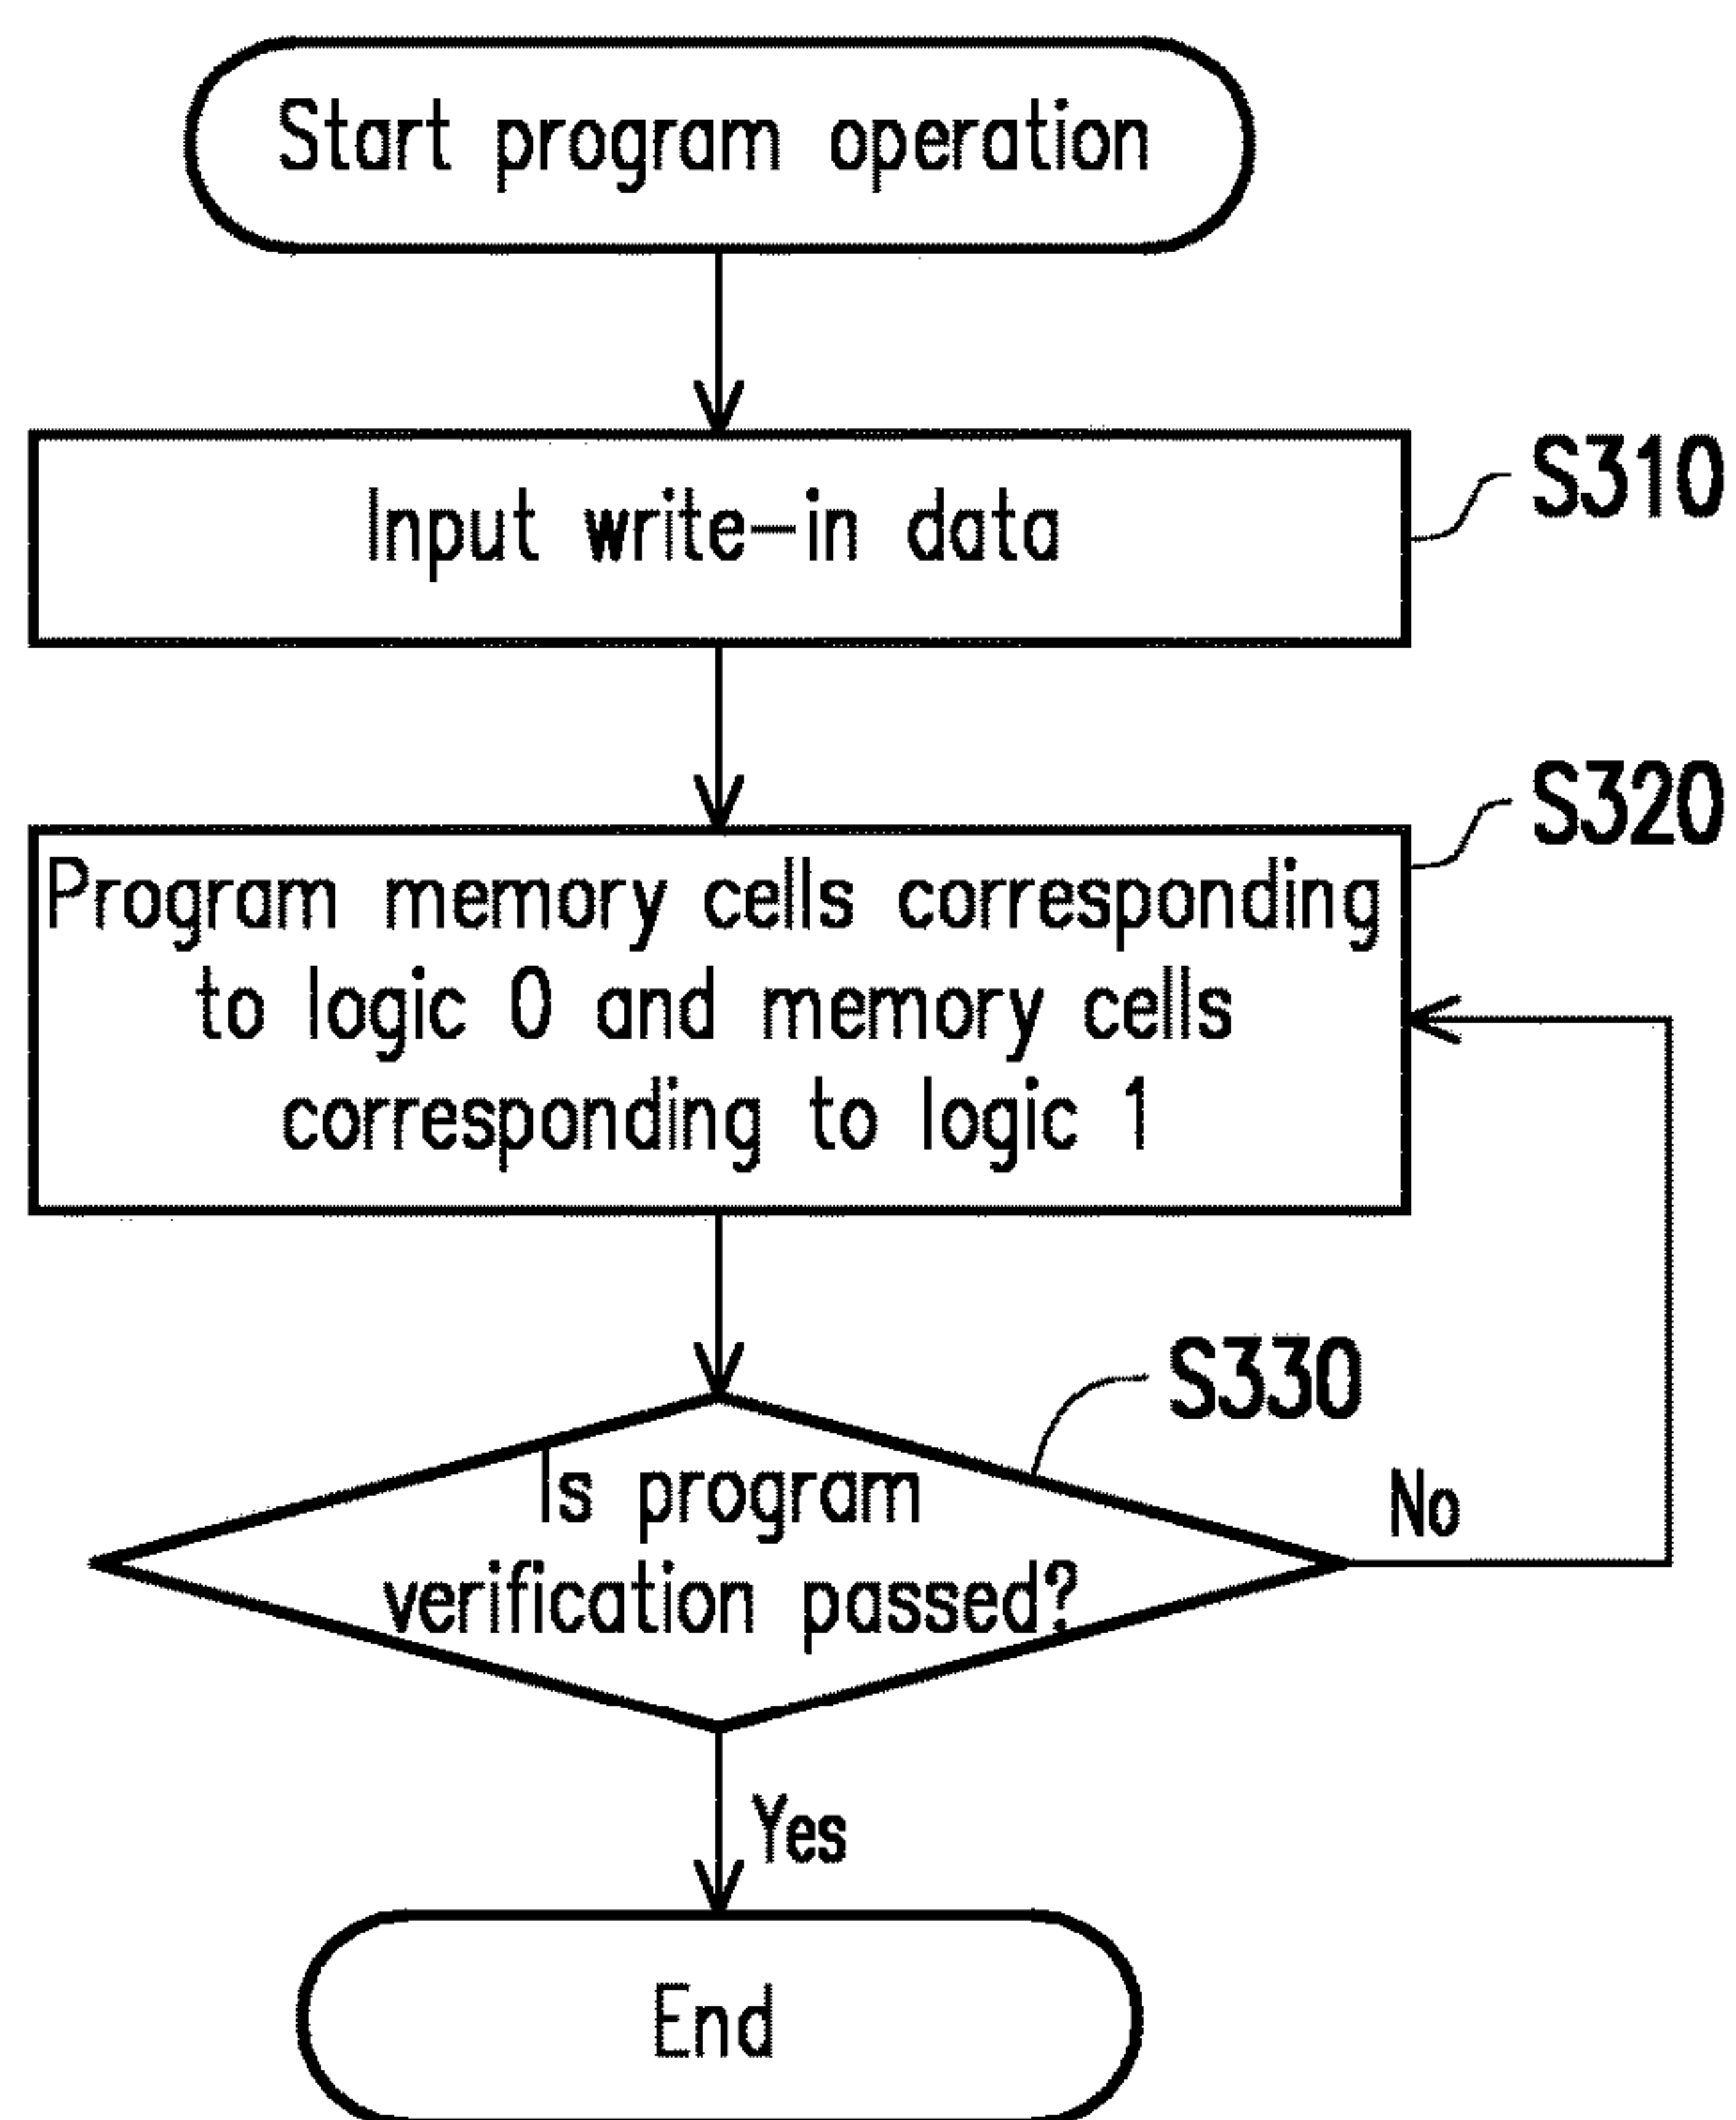 Start program operation
Input write-in data
S310
S320
Program memory cells corresponding
to logic 0 and memory cells
corresponding to logic 1
S330
Is program
verification passed?
No
Yes
End